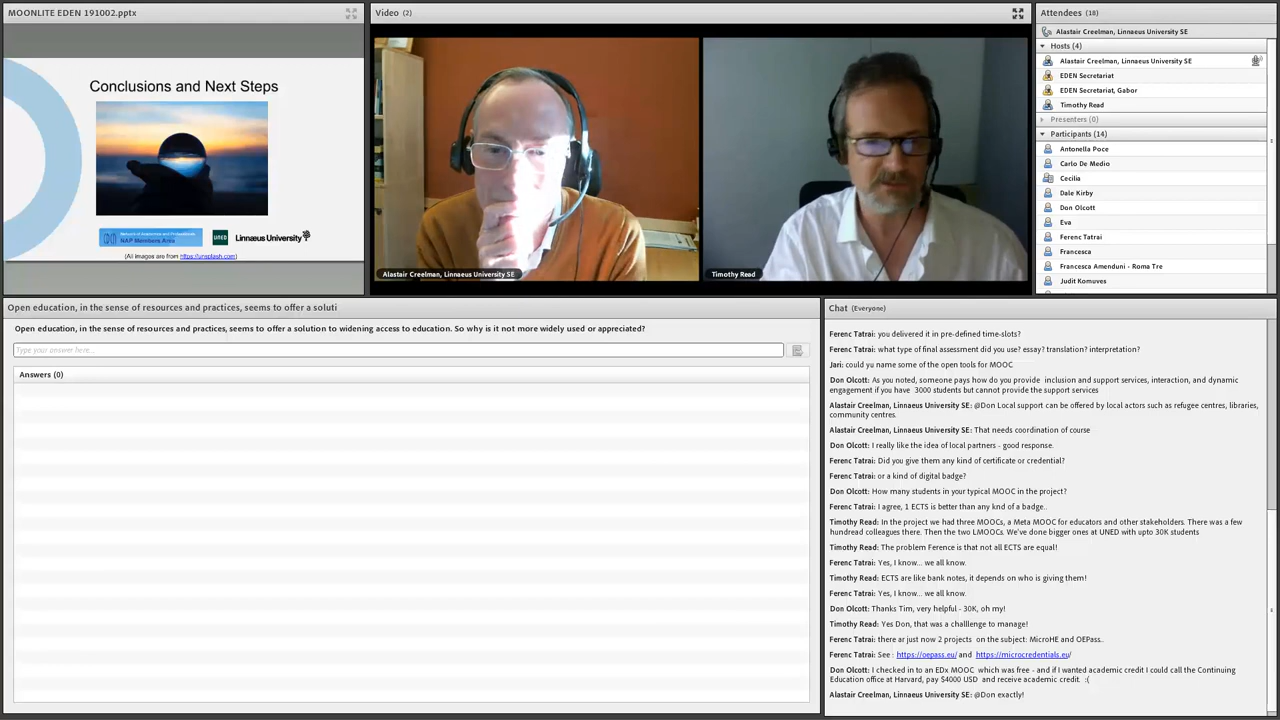 MOONLITE EDEN 191002.pptx
Conclusions and Next Steps
NAP Members Area
UNED
Linnæus University
(AI images are from https://unsplash.com)
Video (2)
Alastair Creelman, Linnaeus University SE
Timothy Read
Attendees (18)
Alastair Creelman, Linnaeus University SE
Hosts (4)
Alastair Creelman, Linnaeus University SE
EDEN Secretariat
EDEN Secretariat, Gabor
Timothy Read
Presenters (0)
Participants (14)
Antonella Poce
Carlo De Medio
Cecilia
Dale Kirby
Don Olcott
Eva
Ferenc Tatrai
Francesca
Francesca Amenduni - Roma Tre
Judit Komuves
Open education, in the sense of resources and practices, seems to offer a soluti
Open education, in the sense of resources and practices, seems to offer a solution to widening access to education. So why is it not more widely used or appreciated?
Type your answer here...
Answers (0)
Chat (Everyone)
Ferenc Tatrai: you delivered it in pre-defined time-slots?
Ferenc Tatrai: what type of final assessment did you use? essay? translation? interpretation?
Jari: could yu name some of the open tools for MOOC
Don Olcott: As you noted, someone pays how do you provide inclusion and support services, interaction, and dynamic
engagement if you have 3000 students but cannot provide the support services
Alastair Creelman, Linnaeus University SE: @Don Local support can be offered by local actors such as refugee centres, libraries,
community centres.
Alastair Creelman, Linnaeus University SE: That needs coordination of course
Don Olcott: I really like the idea of local partners - good response.
Ferenc Tatrai: Did you give them any kind of certificate or credential?
Ferenc Tatrai: or a kind of digital badge?
Don Olcott: How many students in your typical MOOC in the project?
Ferenc Tatrai: I agree, 1 ECTS is better than any kind of a badge..
Timothy Read: In the project we had three MOOCs, a Meta MOOC for educators and other stakeholders. There was a few
hundread colleagues there. Then the two LMOOCs. We've done bigger ones at UNED with upto 30K students
Timothy Read: The problem Ference is that not all ECTS are equal!
Ferenc Tatrai: Yes, I know... we all know.
Timothy Read: ECTS are like bank notes, it depends on who is giving them!
Ferenc Tatrai: Yes, I know... we all know.
Don Olcott: Thanks Tim, very helpful - 30K, oh my!
Timothy Read: Yes Don, that was a challlenge to manage!
Ferenc Tatrai: there ar just now 2 projects on the subject: MicroHE and OEPass..
Ferenc Tatrai: See : https://oepass.eu/ and https://microcredentials.eu/
Don Olcott: I checked in to an EDx MOOC which was free - and if I wanted academic credit I could call the Continuing
Education office at Harvard, pay $4000 USD and receive academic credit. :(
Alastair Creelman, Linnaeus University SE: @Don exactly!